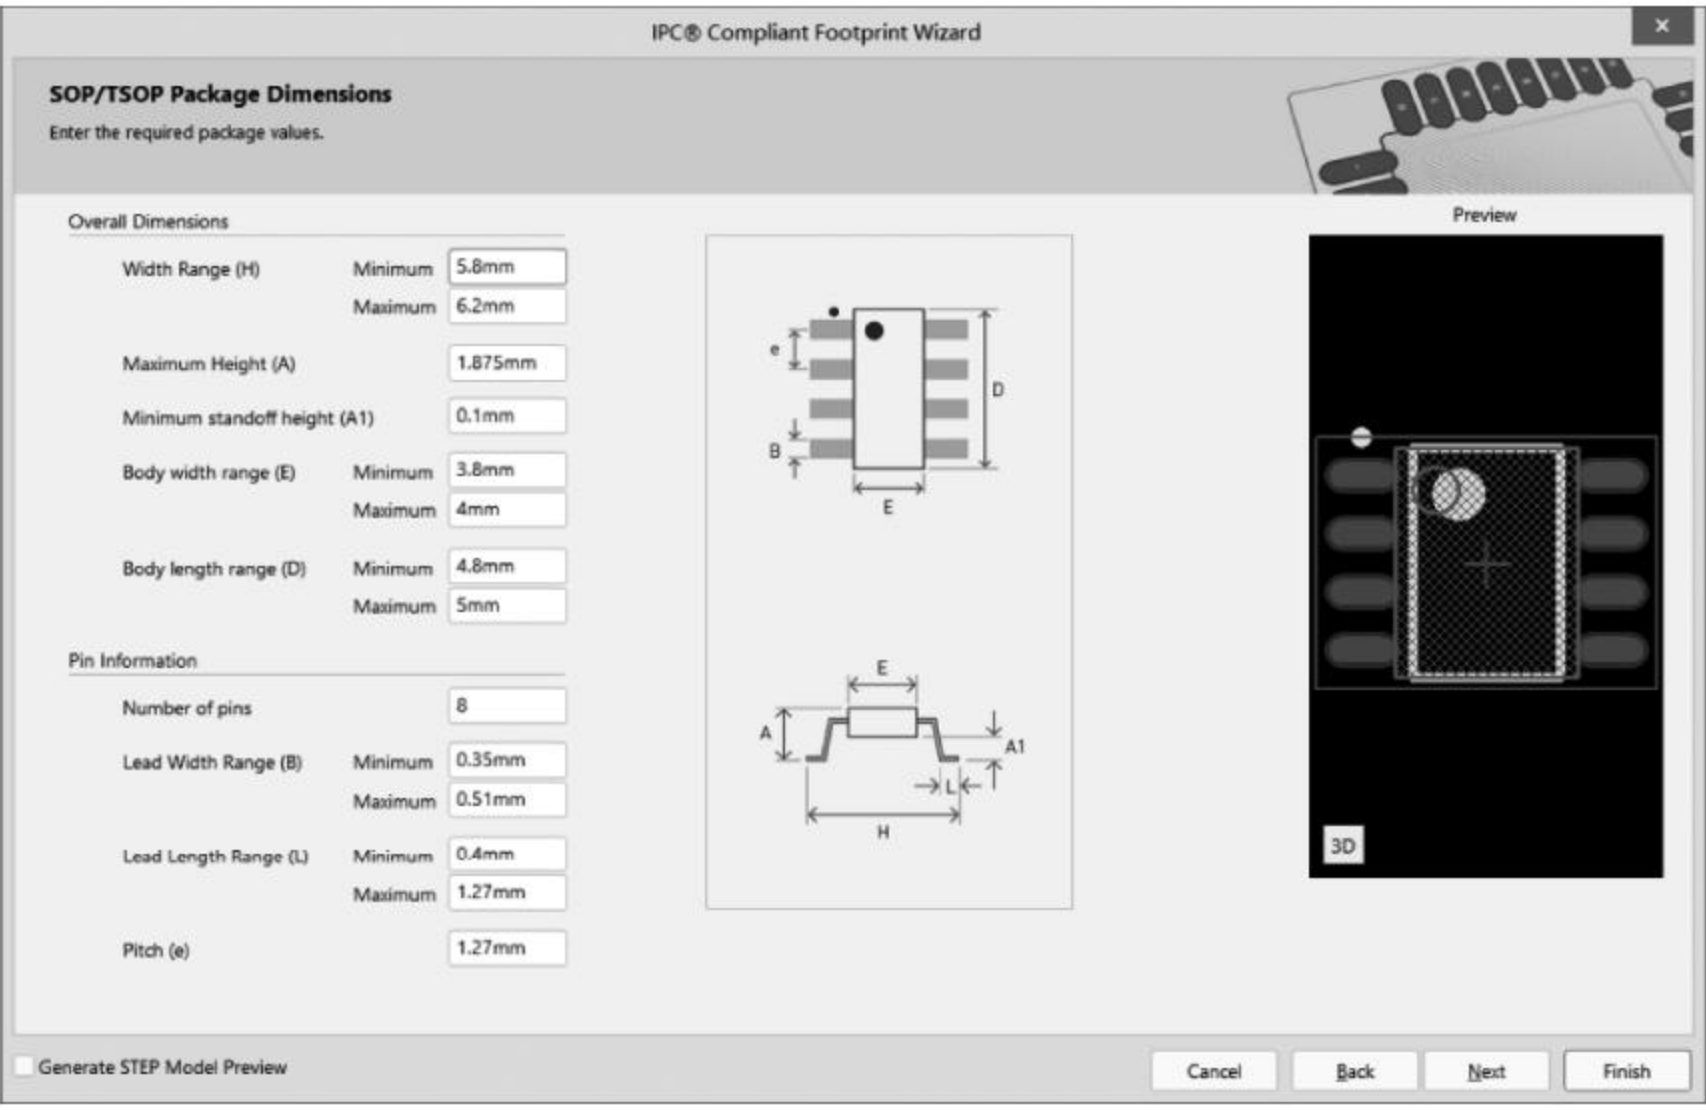 IPC® Compliant Footprint Wizard
×
SOP/TSOP Package Dimensions
Enter the required package values.
Preview
Overall Dimensions
Width Range (H) Minimum 5.8mm
Maximum 6.2mm
Maximum Height (A) 1.875mm
Minimum standoff height (A1) 0.1mm
Body width range (E) Minimum 3.8mm
Maximum 4mm
Body length range (D) Minimum 4.8mm
Maximum 5mm
Pin Information
Number of pins 8
Lead Width Range (B) Minimum 0.35mm
Maximum 0.51mm
Lead Length Range (L) Minimum 0.4mm
Maximum 1.27mm
Pitch (e) 1.27mm
e
D
B
E
E
A
A1
L
H
3D
Generate STEP Model Preview
Cancel Back Next Finish